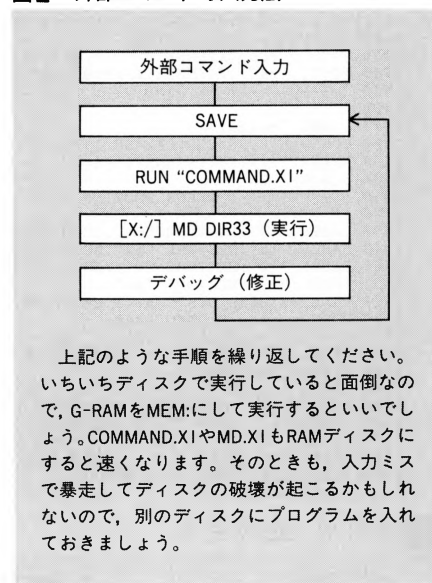 外部コマンド入力
SAVE
RUN “COMMAND.X1”
[X:/] MD DIR33（実行）
デバッグ（修正）
上記のような手順を繰り返してください。
いちいちディスクで実行していると面倒なの
で，G-RAMをMEM:にして実行するといいでし
ょう。COMMAND.X1やMD.X1もRAMディスクに
すると速くなります。そのときも，入力ミス
で暴走してディスクの破壊が起こるかもしれ
ないので，別のディスクにプログラムを入れ
ておきましょう。